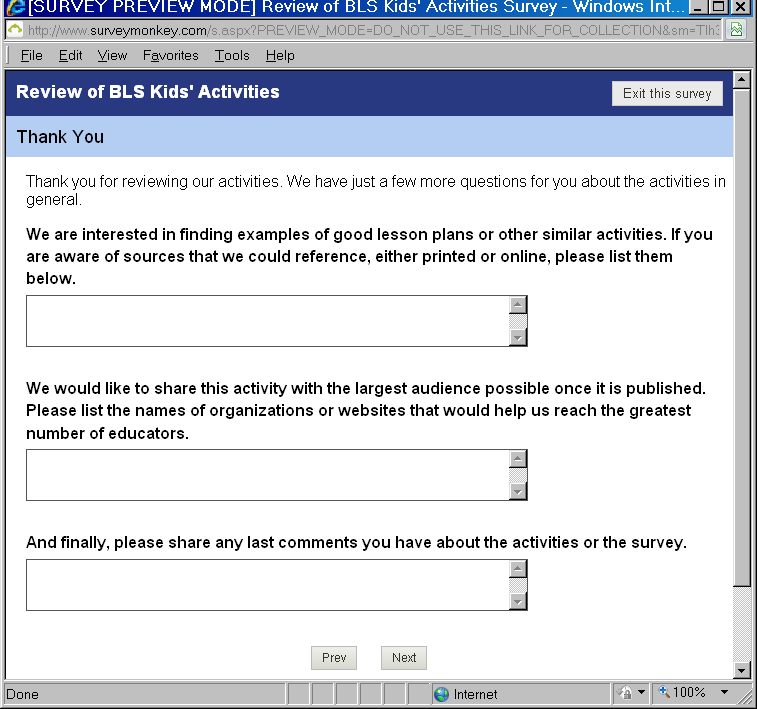 [SURVEY PREVIEW MODE] Review of BLS Kids' Activities Survey - Windows Int...
http://www.surveymonkey.com/s.aspx?PREVIEW_MODE=DO_NOT_USE_THIS_LINK_FOR_COLLECTION&sm=
File Edit View Favorites Tools Help
Review of BLS Kids' Activities
Exit this survey
Thank You
Thank you for reviewing our activities. We have just a few more questions for you about the activities in
general.
We are interested in finding examples of good lesson plans or other similar activities. If you
are aware of sources that we could reference, either printed or online, please list them
below.
We would like to share this activity with the largest audience possible once it is published.
Please list the names of organizations or websites that would help us reach the greatest
number of educators.
And finally, please share any last comments you have about the activities or the survey.
Prev Next
Done
Internet
100%